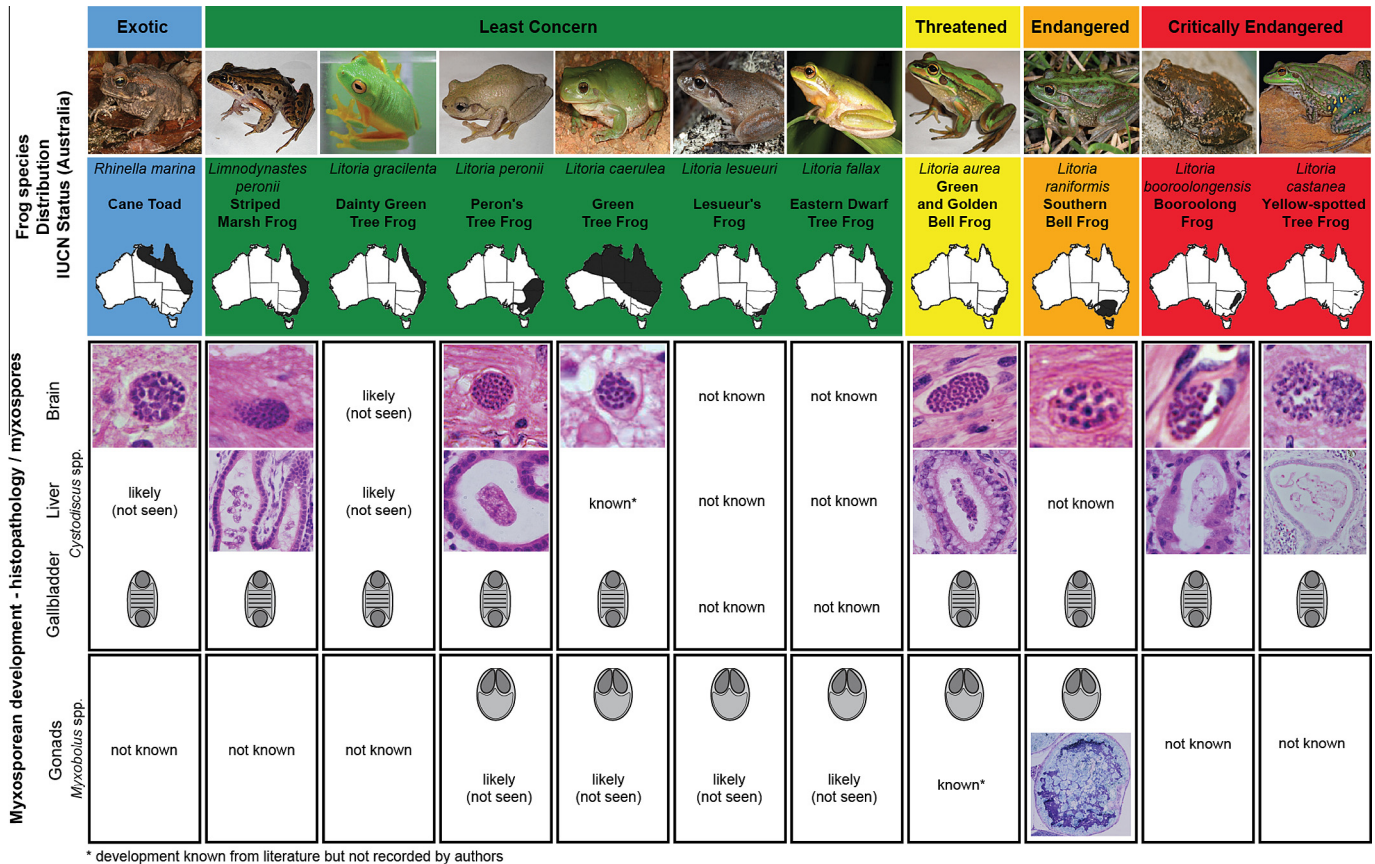 Exotic
Least Concern
Threatened
Endangered
Critically Endangered
Frog species
Distribution
IUCN Status (Australia)
Rhinella marina
Cane Toad
Limnodynastes
peronii
Striped
Marsh Frog
Litoria gracilenta
Dainty Green
Tree Frog
Litoria peronii
Peron's
Tree Frog
Litoria caerulea
Green
Tree Frog
Litoria lesueuri
Lesueur's
Frog
Litoria fallax
Eastern Dwarf
Tree Frog
Litoria aurea
Green
and Golden
Bell Frog
Litoria
raniformis
Southern
Bell Frog
Litoria
booroolongensis
Booroolong
Frog
Litoria
castanea
Yellow-spotted
Tree Frog
Myxosporean development - histopathology / myxospores
Cystodiscus spp.
Brain
likely
(not seen)
not known
not known
Liver
likely
(not seen)
likely
(not seen)
known*
not known
not known
not known
Gallbladder
not known
not known
Gonads
Myxobolus spp.
not known
not known
not known
likely
(not seen)
likely
(not seen)
likely
(not seen)
likely
(not seen)
known*
not known
not known
* development known from literature but not recorded by authors